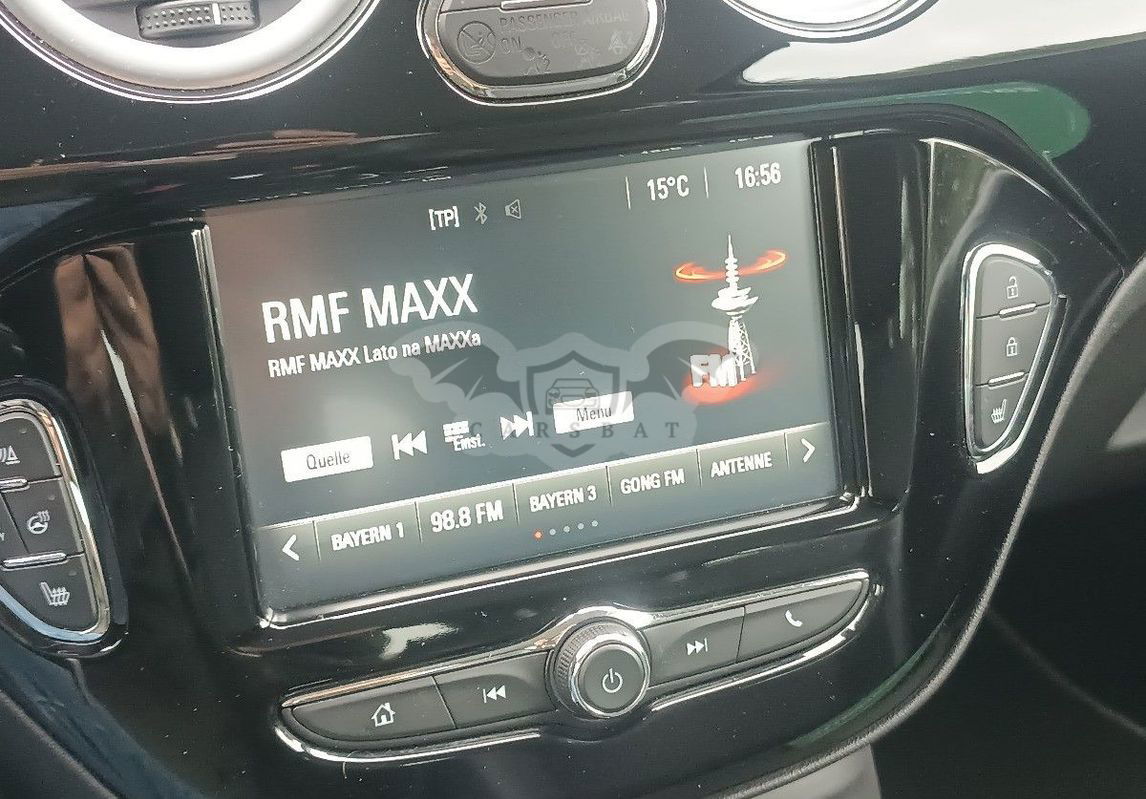 PASSENGER AIRBAG
ON OFF
15°C 16:56
[TP]
RMF MAXX
RMF MAXX Lato na MAXXa
FM
Quelle Einst.. Menü
CARSBAT
BAYERN 1 98.8 FM BAYERN 3 GONG FM ANTENNE